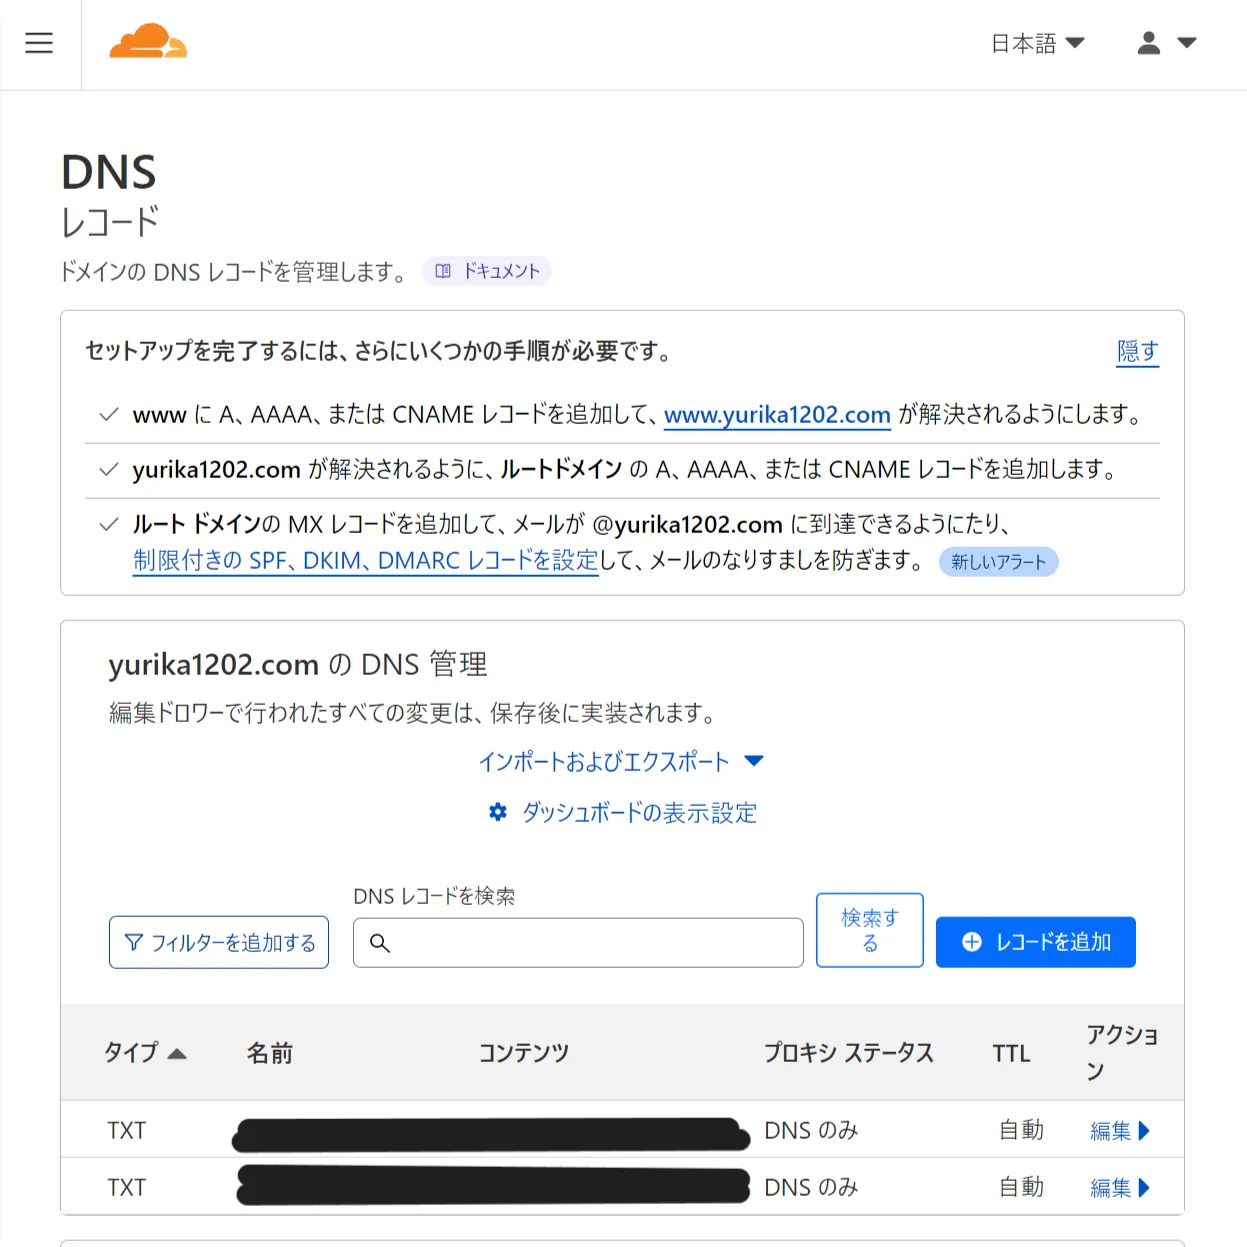 日本語
DNS
レコード
ドメインの DNS レコードを管理します。 ドキュメント
セットアップを完了するには、さらにいくつかの手順が必要です。 隠す
www に A、AAAA、または CNAME レコードを追加して、www.yurika1202.com が解決されるようにします。
yurika1202.com が解決されるように、ルートドメイン の A、AAAA、または CNAME レコードを追加します。
ルート ドメインの MX レコードを追加して、メールが @yurika1202.com に到達できるようにたり、
制限付きの SPF、DKIM、DMARC レコードを設定して、メールのなりすましを防ぎます。 新しいアラート
yurika1202.com の DNS 管理
編集ドロワーで行われたすべての変更は、保存後に実装されます。
インポートおよびエクスポート
ダッシュボードの表示設定
DNS レコードを検索
フィルターを追加する
検索す
る
レコードを追加
タイプ 名前 コンテンツ プロキシ ステータス TTL アクショ
ン
TXT DNS のみ 自動 編集
TXT DNS のみ 自動 編集